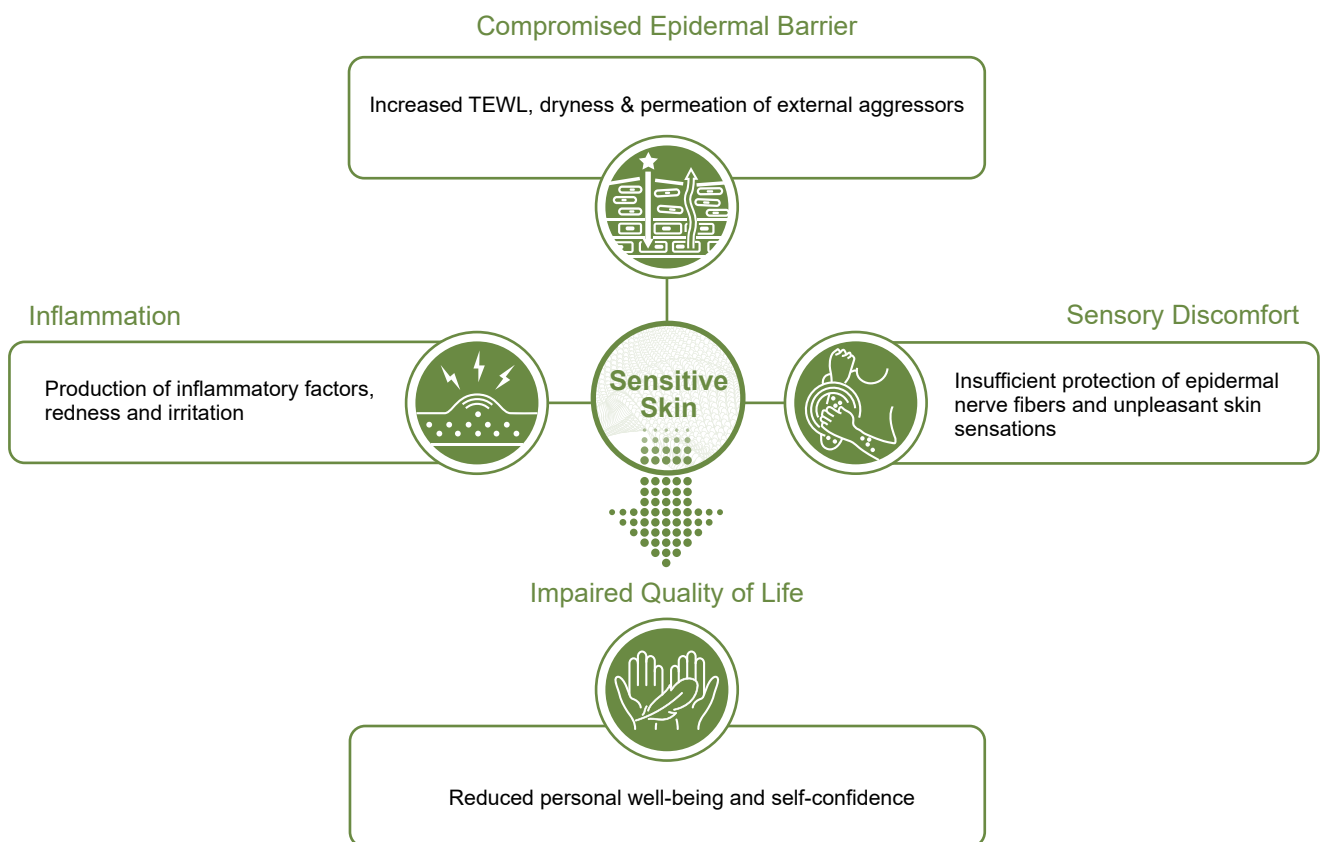 Compromised Epidermal Barrier
Increased TEWL, dryness & permeation of external aggressors
Inflammation
Production of inflammatory factors,
redness and irritation
Sensitive
Skin
Sensory Discomfort
Insufficient protection of epidermal
nerve fibers and unpleasant skin
sensations
Impaired Quality of Life
Reduced personal well-being and self-confidence